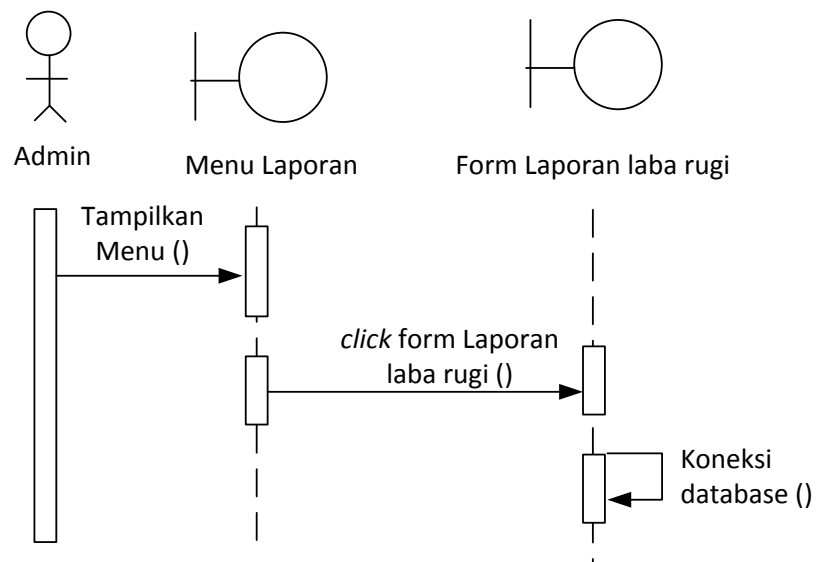 Admin
Menu Laporan
Form Laporan laba rugi
Tampilkan
Menu ()
click form Laporan
laba rugi ()
Koneksi
database ()